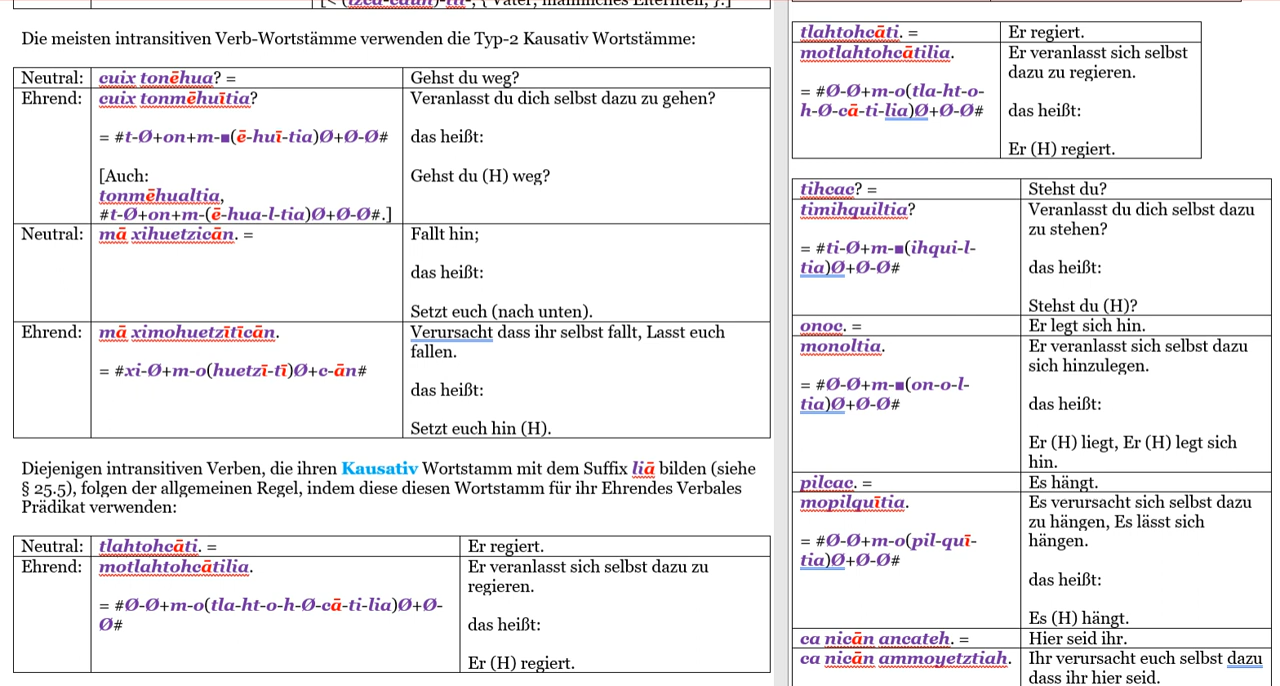 [< (izca-cauh)-tli-, { Vater, männliches Elternteil, }.]
Die meisten intransitiven Verb-Wortstämme verwenden die Typ-2 Kausativ Wortstämme:
Neutral: cuix tonēhua? = Gehst du weg?
Ehrend: cuix tonmēhuītia? Veranlasst du dich selbst dazu zu gehen?
= #t-Ø+on+m-■(ē-huī-tia)Ø+Ø-Ø# das heißt:
[Auch: Gehst du (H) weg?
tonmēhualtia,
#t-Ø+on+m-(ē-hua-l-tia)Ø+Ø-Ø#.]
Neutral: mā xihuetzicān. = Fallt hin;
das heißt:
Setzt euch (nach unten).
Ehrend: mā ximohuetzītīcān. Verursacht dass ihr selbst fallt, Lasst euch
fallen.
= #xi-Ø+m-o(huetzī-tī)Ø+c-ān#
das heißt:
Setzt euch hin (H).
Diejenigen intransitiven Verben, die ihren Kausativ Wortstamm mit dem Suffix liā bilden (siehe
§ 25.5), folgen der allgemeinen Regel, indem diese diesen Wortstamm für ihr Ehrendes Verbales
Prädikat verwenden:
Neutral: tlahtohcāti. = Er regiert.
Ehrend: motlahtohcātilia. Er veranlasst sich selbst dazu zu
regieren.
= #Ø-Ø+m-o(tla-ht-o-h-Ø-cā-ti-lia)Ø+Ø-
Ø# das heißt:
Er (H) regiert.
tlahtohcāti. = Er regiert.
motlahtohcātilia. Er veranlasst sich selbst
dazu zu regieren.
= #Ø-Ø+m-o(tla-ht-o-
h-Ø-cā-ti-lia)Ø+Ø-Ø# das heißt:
Er (H) regiert.
tihcac? = Stehst du?
timihquiltia? Veranlasst du dich selbst dazu
zu stehen?
= #ti-Ø+m-■(ihqui-l-
tia)Ø+Ø-Ø# das heißt:
Stehst du (H)?
onoc. = Er legt sich hin.
monoltia. Er veranlasst sich selbst dazu
sich hinzulegen.
= #Ø-Ø+m-■(on-o-l-
tia)Ø+Ø-Ø# das heißt:
Er (H) liegt, Er (H) legt sich
hin.
pilcac. = Es hängt.
mopilquītia. Es verursacht sich selbst dazu
zu hängen, Es lässt sich
= #Ø-Ø+m-o(pil-quī- hängen.
tia)Ø+Ø-Ø#
das heißt:
Es (H) hängt.
ca nicān ancateh. = Hier seid ihr.
ca nicān ammoyetztiah. Ihr verursacht euch selbst dazu
dass ihr hier seid.